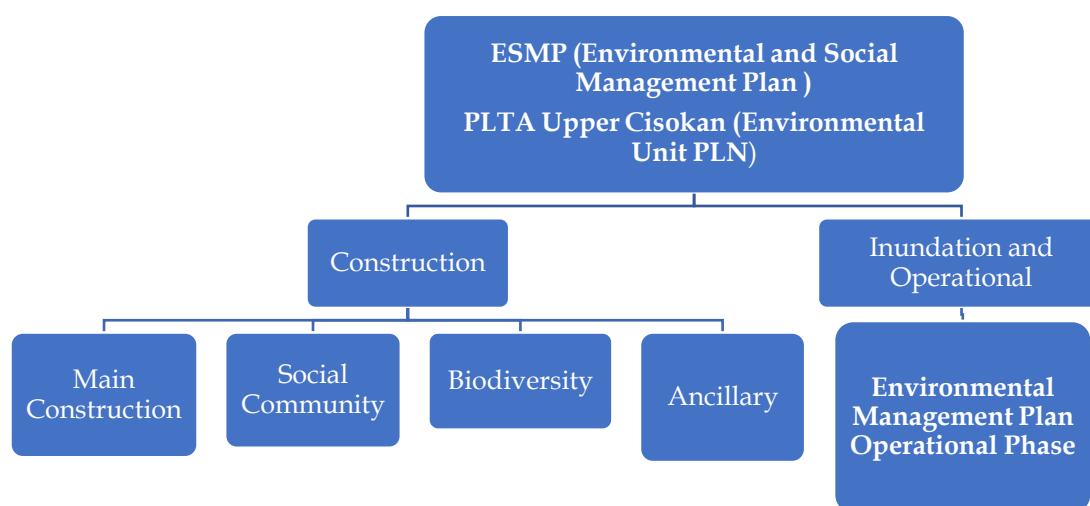 ESMP (Environmental and Social
Management Plan )
PLTA Upper Cisokan (Environmental
Unit PLN)
Construction
Inundation and
Operational
Main
Construction
Social
Community
Biodiversity
Ancillary
Environmental
Management Plan
Operational Phase